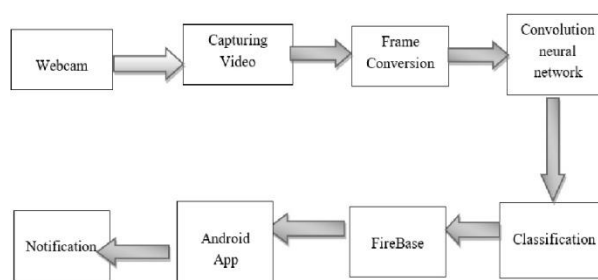 Webcam
Capturing
Video
Frame
Conversion
Convolution
neural
network
Classification
FireBase
Android
App
Notification